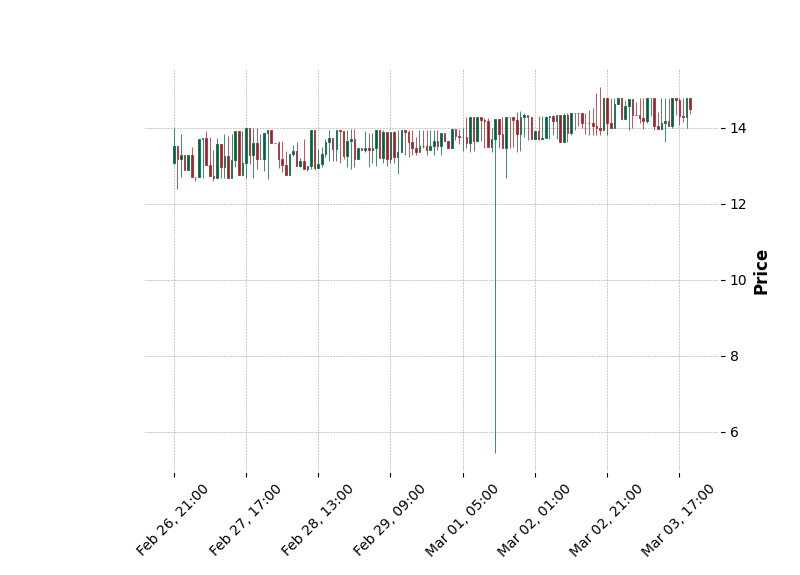 14
12
10
8
6
Price
Feb 26, 21:00
Feb 27, 17:00
Feb 28, 13:00
Feb 29, 09:00
Mar 01, 05:00
Mar 02, 01:00
Mar 02, 21:00
Mar 03, 17:00